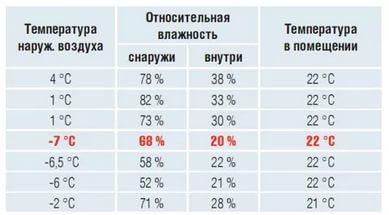 Температура наруж. воздуха | Относительная влажность | Температура в помещении
снаружи | внутри
4 °C | 78 % | 38 % | 22 °C
1 °C | 82 % | 33 % | 22 °C
1 °C | 73 % | 30 % | 22 °C
-7 °C | 68 % | 20 % | 22 °C
-6,5 °C | 58 % | 22 % | 22 °C
-6 °C | 52 % | 21 % | 22 °C
-2 °C | 71 % | 28 % | 21 °C